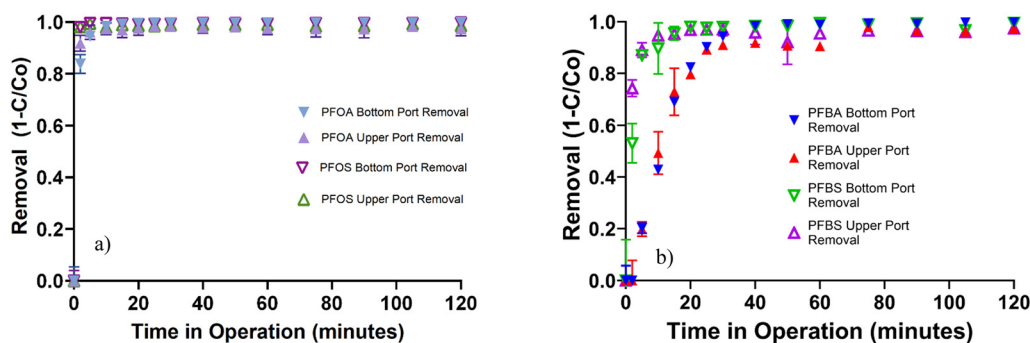 Removal (1-C/Co)
1.0
0.8
0.6
0.4
0.2
0.0
PFOA Bottom Port Removal
PFOA Upper Port Removal
PFOS Bottom Port Removal
PFOS Upper Port Removal
a)
0 20 40 60 80 100 120
Time in Operation (minutes)
Removal (1-C/Co)
1.0
0.8
0.6
0.4
0.2
0.0
PFBA Bottom Port
Removal
PFBA Upper Port
Removal
PFBS Bottom Port
Removal
PFBS Upper Port
Removal
b)
0 20 40 60 80 100 120
Time in Operation (minutes)